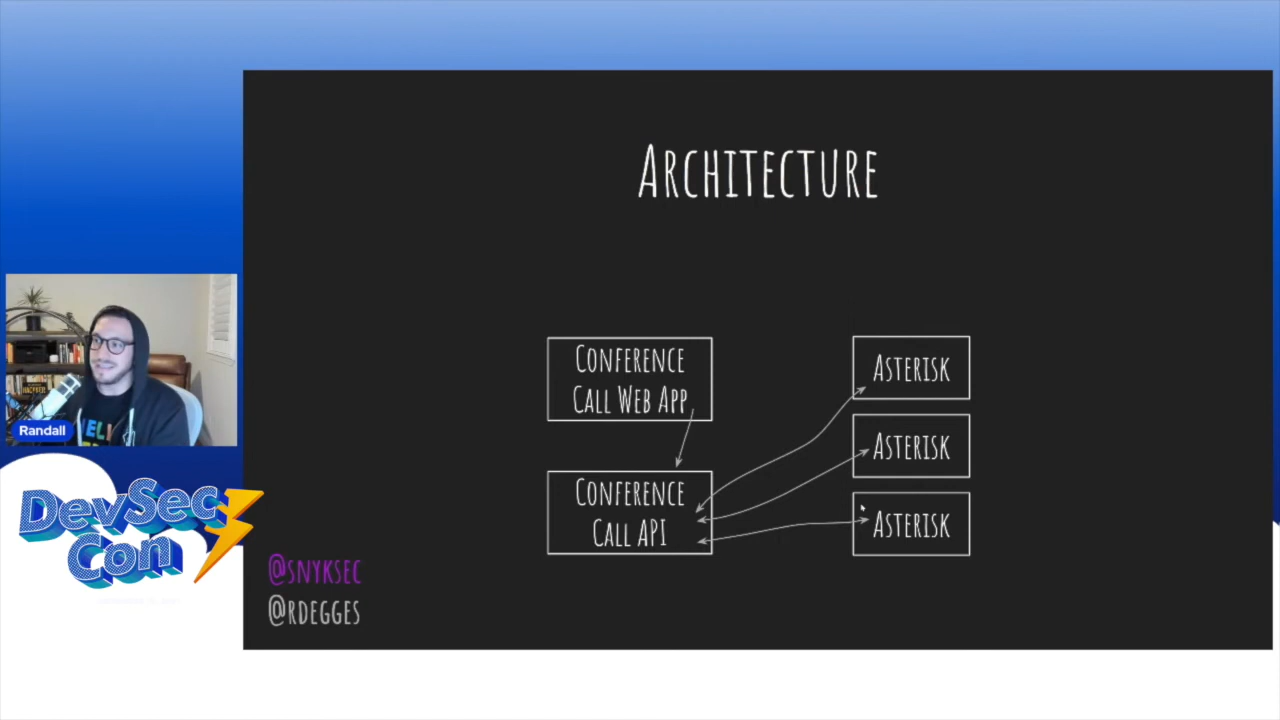 ARCHITECTURE
CONFERENCE
CALL WEB APP
ASTERISK
ASTERISK
CONFERENCE
CALL API
ASTERISK
Randall
DevSec
Con
@SNYKSEC
@RDEGGES